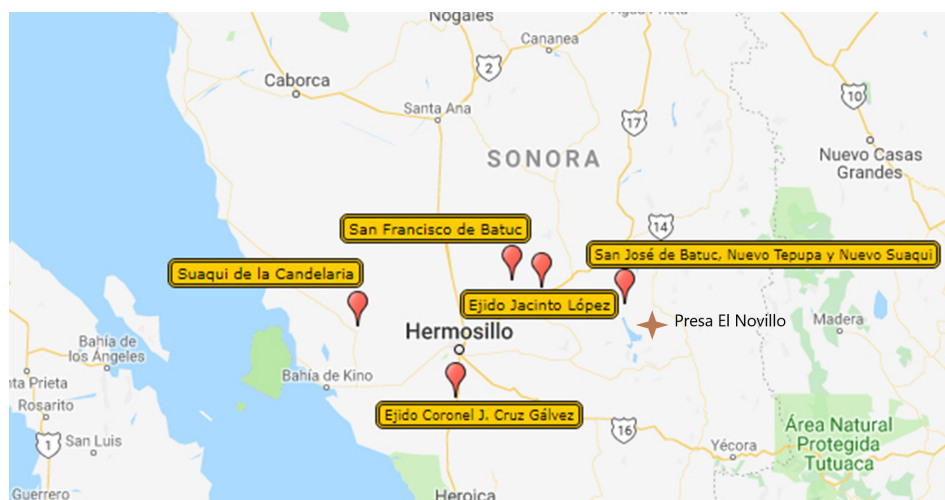 Nogales
Agua Prieta
Cananea
2
Caborca
Santa Ana
10
17
Nuevo Casas
Grandes
SONORA
14
San Francisco de Batuc
San José de Batuc, Nuevo Tepupa y Nuevo Suaqui
Suaqui de la Candelaria
Ejido Jacinto López
Presa El Novillo
Madera
Hermosillo
Bahía de
los Ángeles
nta Prieta
Bahía de Kino
Rosarito
Ejido Coronel J. Cruz Gálvez
16
1
San Luis
Yécora
Área Natural
Protegida
Tutuaca
Guerrero
Heroica